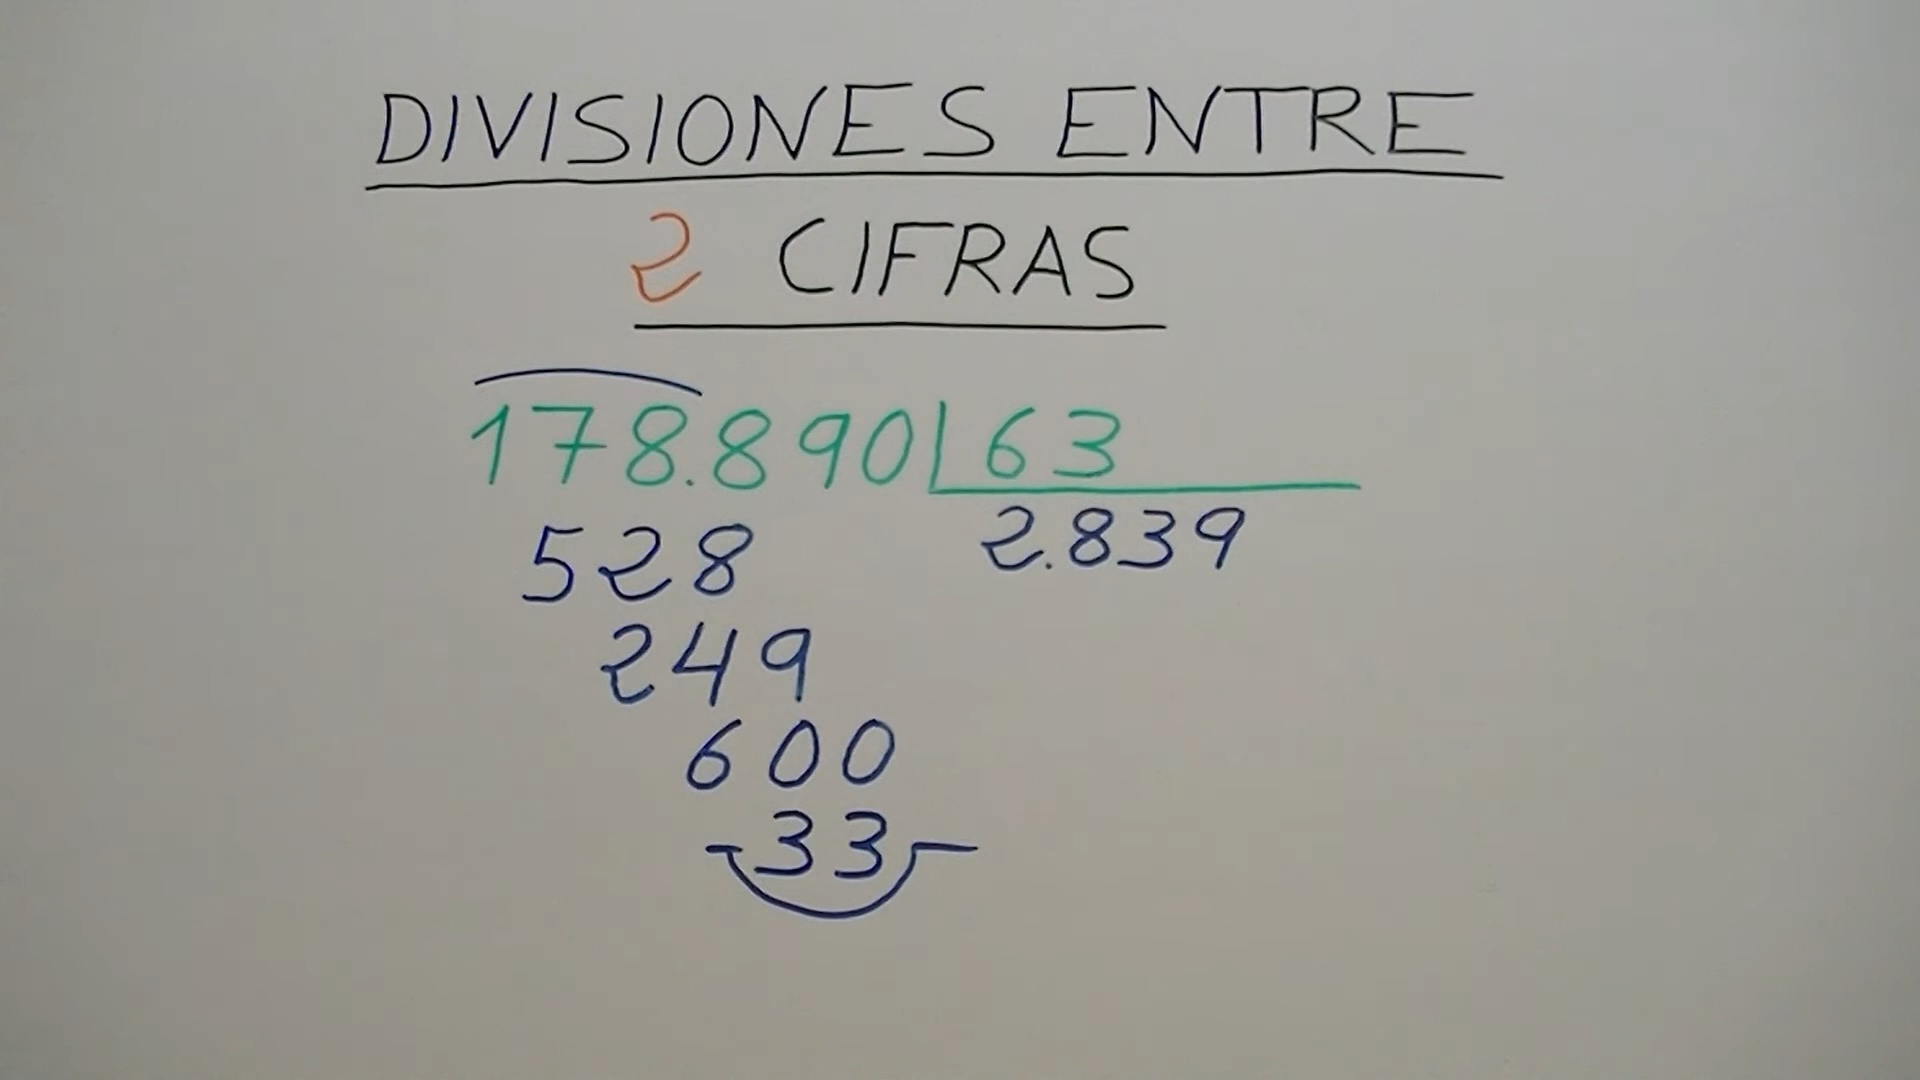 DIVISIONES ENTRE
2 CIFRAS
178.890 63
528 2.839
249
600
33